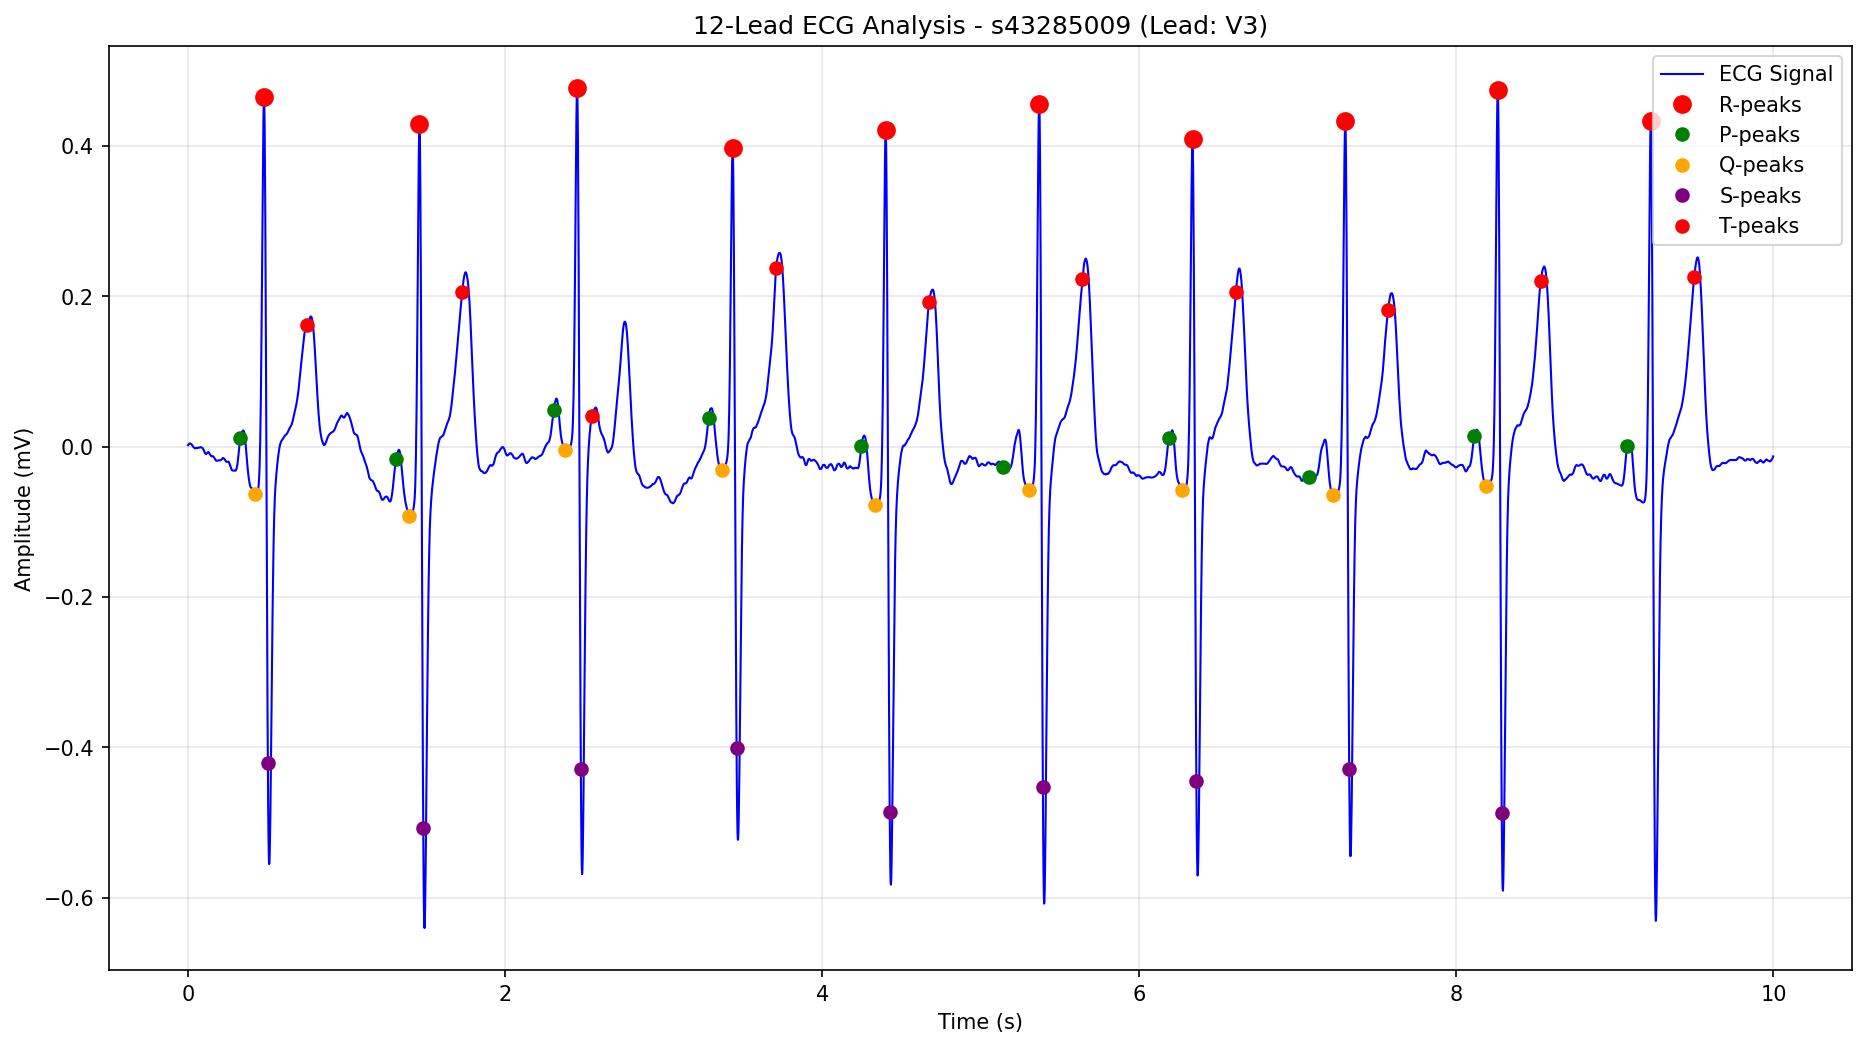 12-Lead ECG Analysis - s43285009 (Lead: V3)
ECG Signal
R-peaks
P-peaks
Q-peaks
S-peaks
T-peaks
Amplitude (mV)
0.4
0.2
0.0
−0.2
−0.4
−0.6
0 2 4 6 8 10
Time (s)